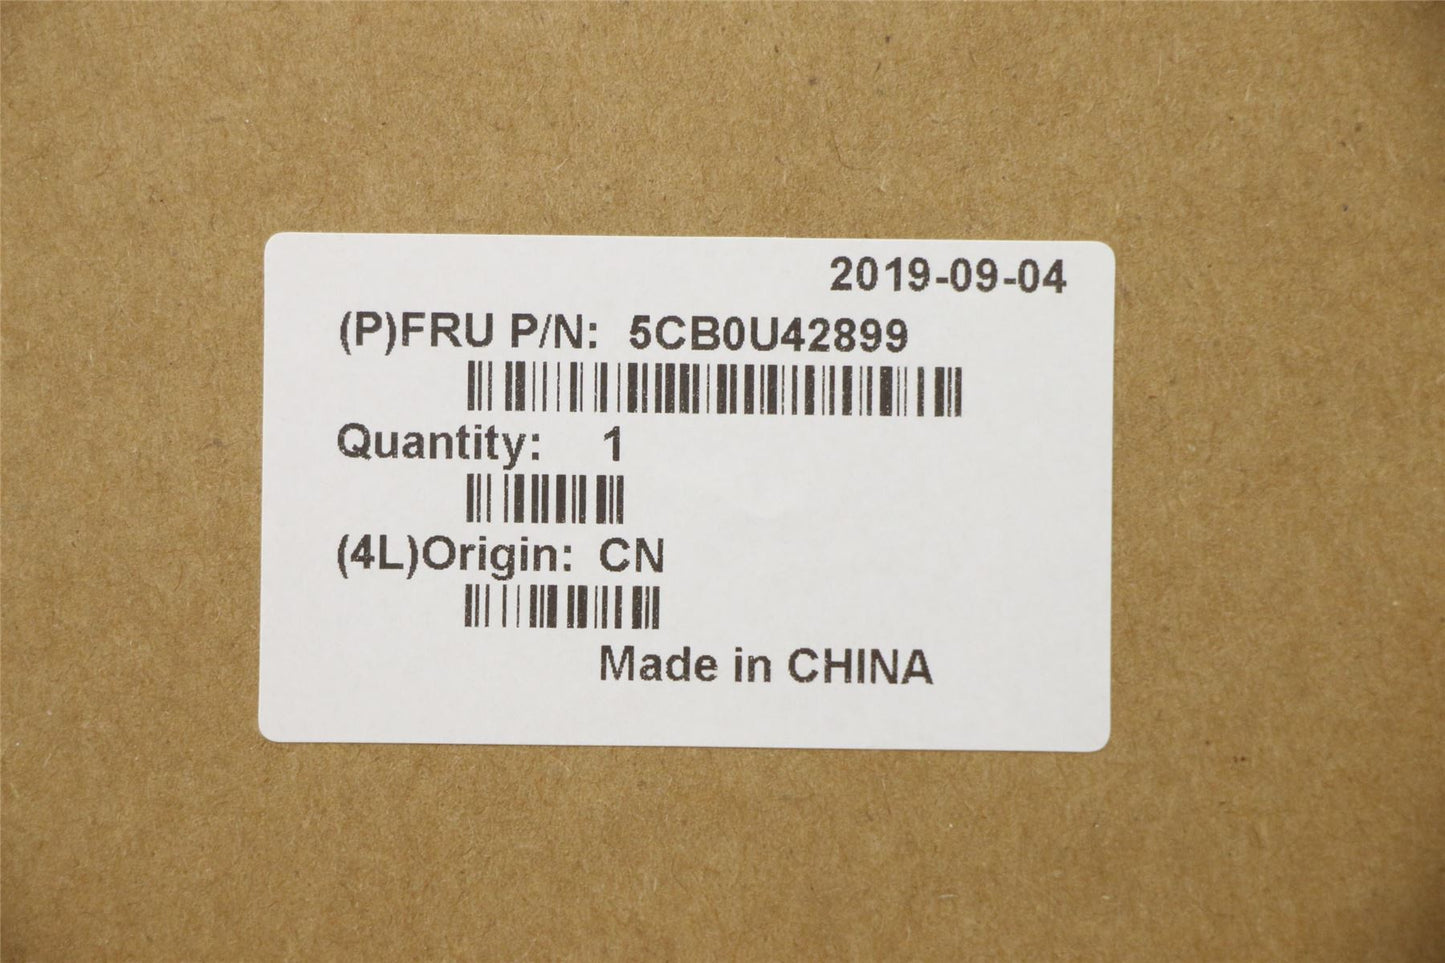 2019-09-04
(P)FRU P/N: 5CB0U42899
Quantity: 1
(4L)Origin: CN
Made in CHINA